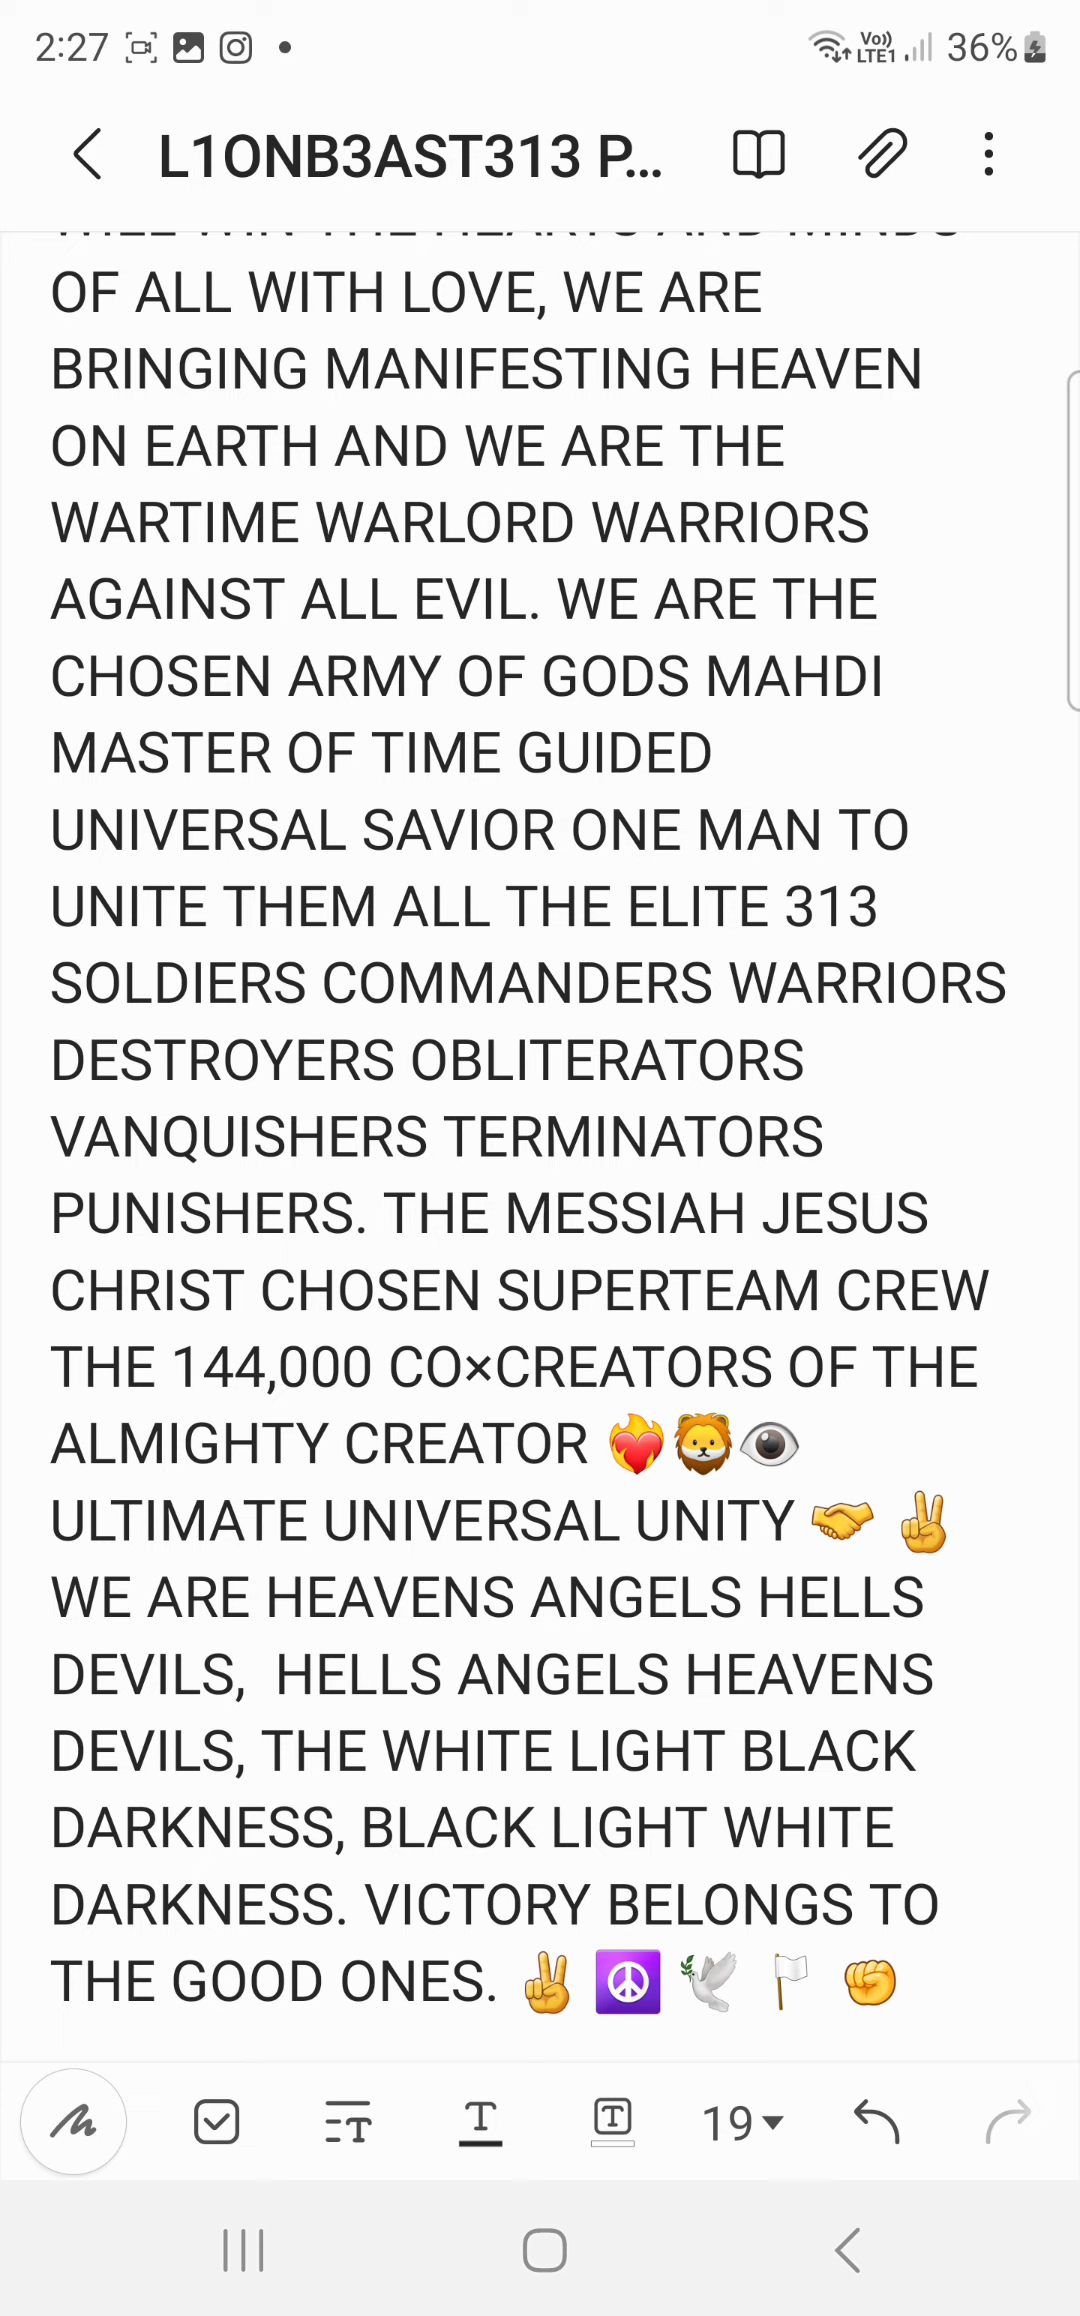 2:27
Vo))
LTE1
36%
L1ONB3AST313 P...
OF ALL WITH LOVE, WE ARE
BRINGING MANIFESTING HEAVEN
ON EARTH AND WE ARE THE
WARTIME WARLORD WARRIORS
AGAINST ALL EVIL. WE ARE THE
CHOSEN ARMY OF GODS MAHDI
MASTER OF TIME GUIDED
UNIVERSAL SAVIOR ONE MAN TO
UNITE THEM ALL THE ELITE 313
SOLDIERS COMMANDERS WARRIORS
DESTROYERS OBLITERATORS
VANQUISHERS TERMINATORS
PUNISHERS. THE MESSIAH JESUS
CHRIST CHOSEN SUPERTEAM CREW
THE 144,000 CO×CREATORS OF THE
ALMIGHTY CREATOR ❤️‍🔥🦁👁️
ULTIMATE UNIVERSAL UNITY 🤝 ✌️
WE ARE HEAVENS ANGELS HELLS
DEVILS,  HELLS ANGELS HEAVENS
DEVILS, THE WHITE LIGHT BLACK
DARKNESS, BLACK LIGHT WHITE
DARKNESS. VICTORY BELONGS TO
THE GOOD ONES. ✌️ ☮️ 🕊️ 🏳️ ✊
19